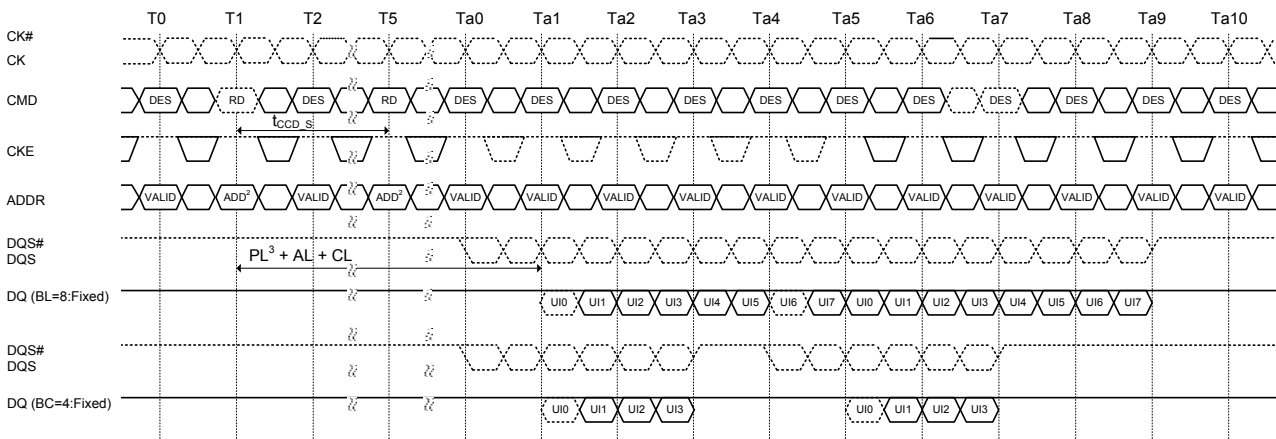 T0 T1 T2 T5 Ta0 Ta1 Ta2 Ta3 Ta4 Ta5 Ta6 Ta7 Ta8 Ta9 Ta10
CK#
CK
CMD DES RD DES RD DES DES DES DES DES DES DES DES DES DES DES
tCCD_S
CKE
ADDR VALID ADD² VALID ADD² VALID VALID VALID VALID VALID VALID VALID VALID VALID VALID VALID
DQS#
DQS
PL³ + AL + CL
DQ (BL=8:Fixed) UI0 UI1 UI2 UI3 UI4 UI5 UI6 UI7 UI0 UI1 UI2 UI3 UI4 UI5 UI6 UI7
DQS#
DQS
DQ (BC=4:Fixed) UI0 UI1 UI2 UI3 UI0 UI1 UI2 UI3